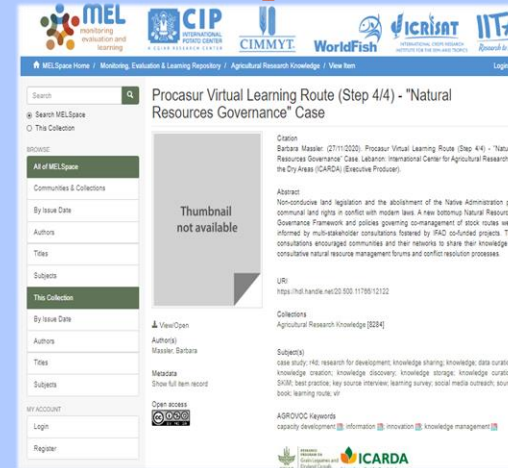 MEL
monitoring
evaluation and
learning
CIP
INTERNATIONAL
POTATO CENTER
A CGIAR RESEARCH CENTER
CIMMYT.
WorldFish
ICRISAT
INTERNATIONAL CROPS RESEARCH
INSTITUTE FOR THE SEMI-ARID TROPICS
IITA
Research to
MELSpace Home / Monitoring, Evaluation & Learning Repository / Agricultural Research Knowledge / View Item
Login
Search
Search MELSpace
This Collection
BROWSE
All of MELSpace
Communities & Collections
By Issue Date
Authors
Titles
Subjects
This Collection
By Issue Date
Authors
Titles
Subjects
MY ACCOUNT
Login
Register
Procasur Virtual Learning Route (Step 4/4) - "Natural
Resources Governance" Case
Thumbnail
not available
View/Open
Author(s)
Massler, Barbara
Metadata
Show full item record
Open access
Citation
Barbara Massler. (27/11/2020). Procasur Virtual Learning Route (Step 4/4) - "Natu
Resources Governance" Case. Lebanon: International Center for Agricultural Research
the Dry Areas (ICARDA) (Executive Producer).
Abstract
Non-conducive land legislation and the abolishment of the Native Administration p
communal land rights in conflict with modern laws. A new bottomup Natural Resourc
Governance Framework and policies governing co-management of stock routes we
informed by multi-stakeholder consultations fostered by IFAD co-funded projects. T
consultations encouraged communities and their networks to share their knowledge
consultative natural resource management forums and conflict resolution processes.
URI
https://hdl.handle.net/20.500.11766/12122
Collections
Agricultural Research Knowledge [8284]
Subject(s)
case study; r4d; research for development; knowledge sharing; knowledge; data curatio
knowledge creation; knowledge discovery; knowledge storage; knowledge curatio
SKiM; best practice; key source interview; learning survey; social media outreach; sour
book; learning route; vlr
AGROVOC Keywords
capacity development; information; innovation; knowledge management
ICARDA